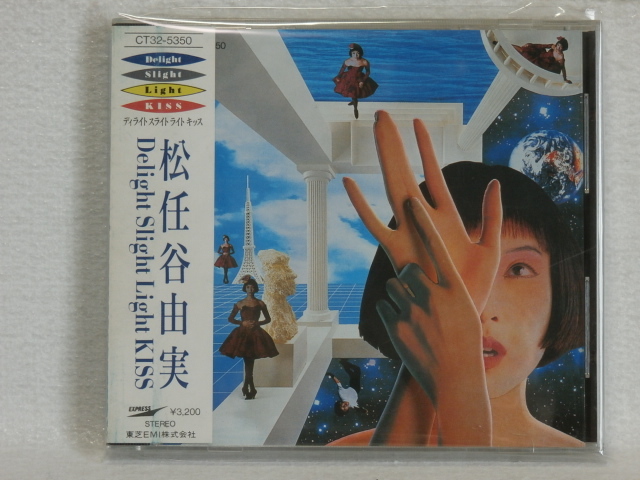 CT32-5350
50
Delight
Slight
Light
KISS
ディライト スライト ライト キッス
松任谷由実
Delight Slight Light KISS
EXPRESS
¥3,200
STEREO
東芝EMI株式会社